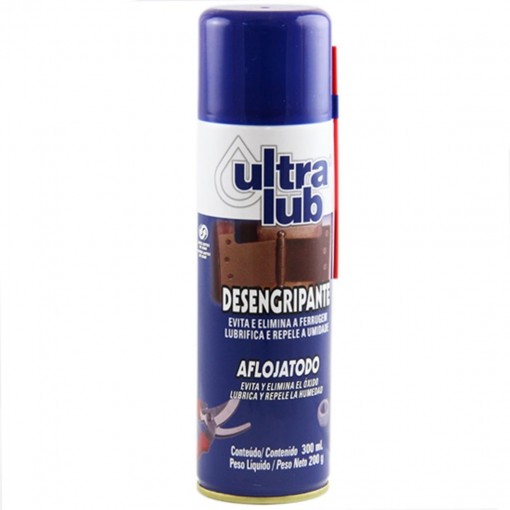 ultra
lub
DESENGRIPANTE
EVITA E ELIMINA A FERRUGEM
LUBRIFICA E REPELE A UMIDADE
AFLOJATODO
EVITA Y ELIMINA EL ÓXIDO
LUBRICA Y REPELE LA HUMEDAD
Conteúdo/ Contenido 300 mL
Peso Líquido/ Peso Neto 200 g